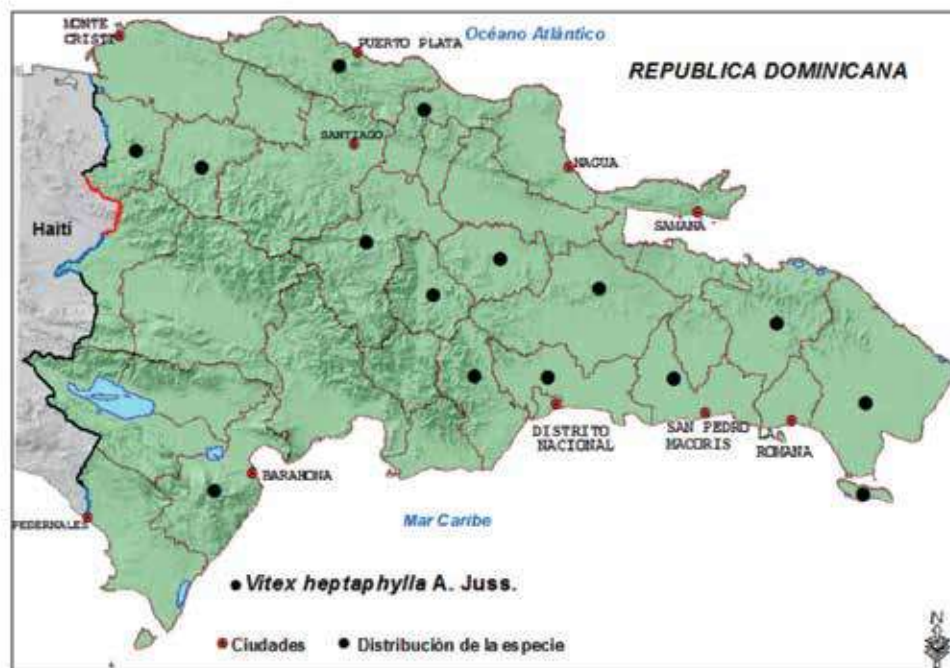 MONTE-
CRISTI
PUERTO PLATA
Océano Atlántico
REPUBLICA DOMINICANA
SANTIAGO
NAGUA
Haití
SAMANA
DISTRITO
NACIONAL
SAN PEDRO
MACORIS
LA
ROMANA
BARAHONA
PEDERNALES
Mar Caribe
Vitex heptaphylla A. Juss.
Ciudades
Distribución de la especie
N